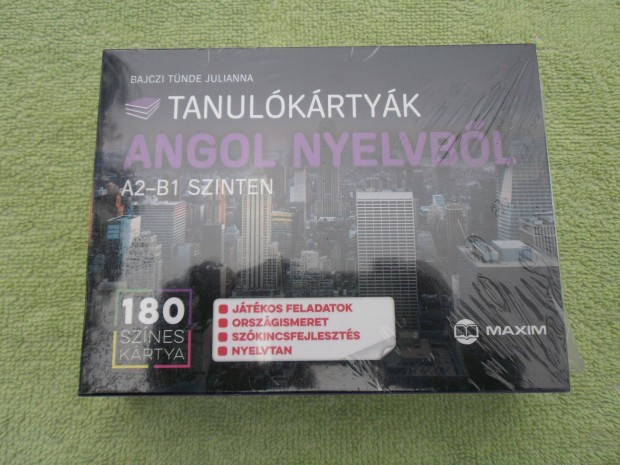 BAJCZI TÜNDE JULIANNA
TANULÓKÁRTYÁK
ANGOL NYELVBŐL
A2–B1 SZINTEN
180
SZÍNES
KÁRTYA
JÁTÉKOS FELADATOK
ORSZÁGISMERET
SZÓKINCSFEJLESZTÉS
NYELVTAN
MAXIM